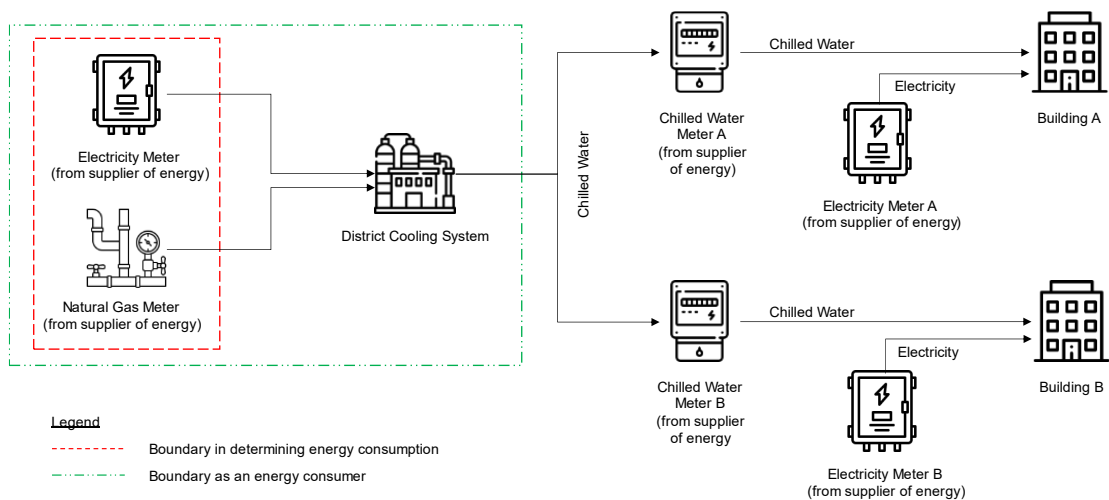 Electricity Meter
(from supplier of energy)
Natural Gas Meter
(from supplier of energy)
District Cooling System
Chilled Water
Chilled Water
Meter A
(from supplier
of energy)
Chilled Water
Electricity
Electricity Meter A
(from supplier of energy)
Building A
Chilled Water
Meter B
(from supplier
of energy
Chilled Water
Electricity
Electricity Meter B
(from supplier of energy)
Building B
Legend
Boundary in determining energy consumption
Boundary as an energy consumer